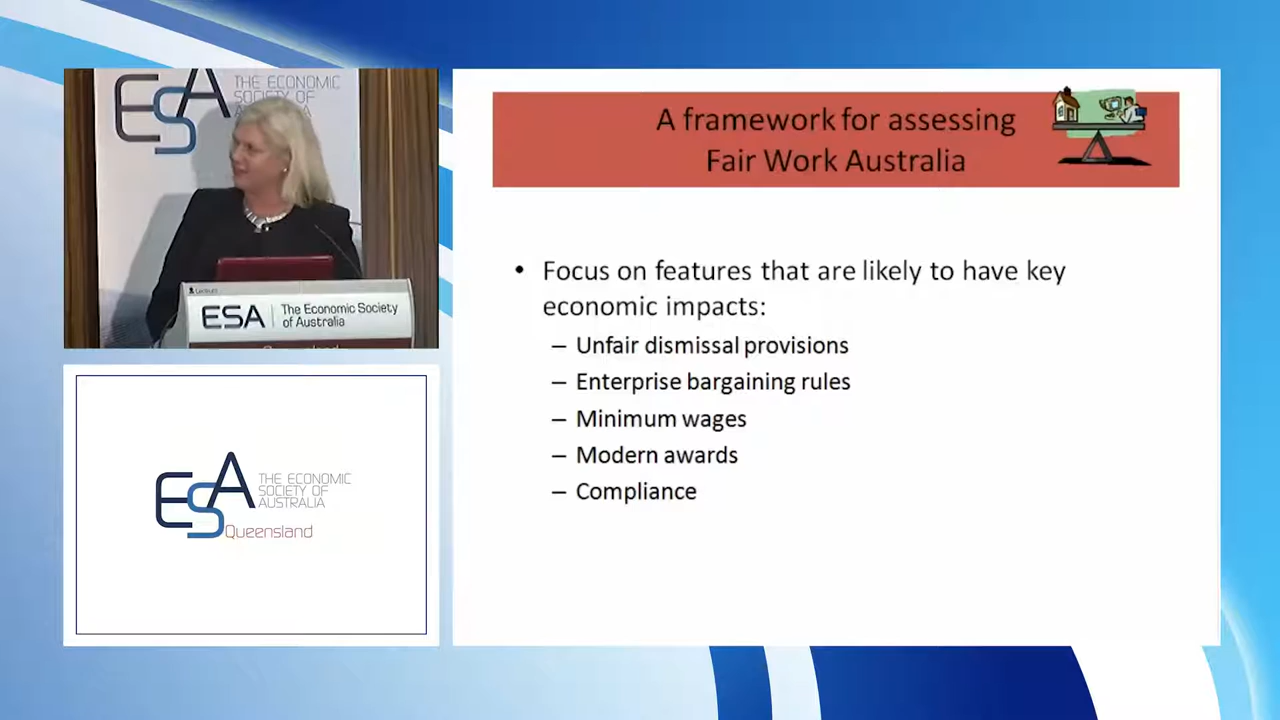 ESA
THE ECONOMIC
SOCIETY OF
AUSTRALIA
Lectern
ESA
The Economic Society
of Australia
Queensland
ESA
THE ECONOMIC
SOCIETY OF
AUSTRALIA
Queensland
A framework for assessing
Fair Work Australia
• Focus on features that are likely to have key
economic impacts:
– Unfair dismissal provisions
– Enterprise bargaining rules
– Minimum wages
– Modern awards
– Compliance